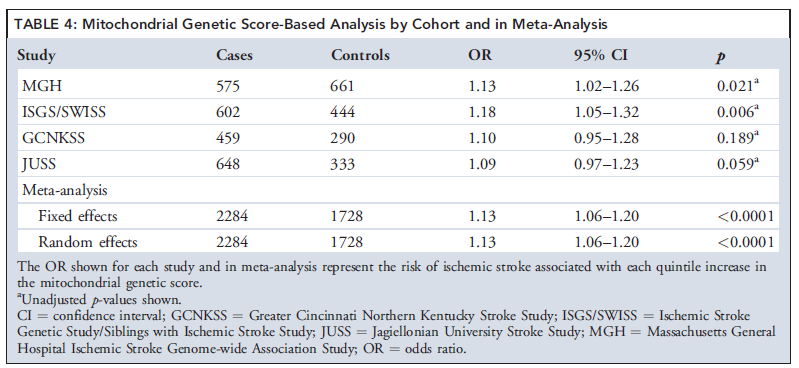 TABLE 4: Mitochondrial Genetic Score-Based Analysis by Cohort and in Meta-Analysis
Study Cases Controls OR 95% CI p
MGH 575 661 1.13 1.02–1.26 0.021a
ISGS/SWISS 602 444 1.18 1.05–1.32 0.006a
GCNKSS 459 290 1.10 0.95–1.28 0.189a
JUSS 648 333 1.09 0.97–1.23 0.059a
Meta-analysis
Fixed effects 2284 1728 1.13 1.06–1.20 <0.0001
Random effects 2284 1728 1.13 1.06–1.20 <0.0001
The OR shown for each study and in meta-analysis represent the risk of ischemic stroke associated with each quintile increase in
the mitochondrial genetic score.
aUnadjusted p-values shown.
CI = confidence interval; GCNKSS = Greater Cincinnati Northern Kentucky Stroke Study; ISGS/SWISS = Ischemic Stroke
Genetic Study/Siblings with Ischemic Stroke Study; JUSS = Jagiellonian University Stroke Study; MGH = Massachusetts General
Hospital Ischemic Stroke Genome-wide Association Study; OR = odds ratio.